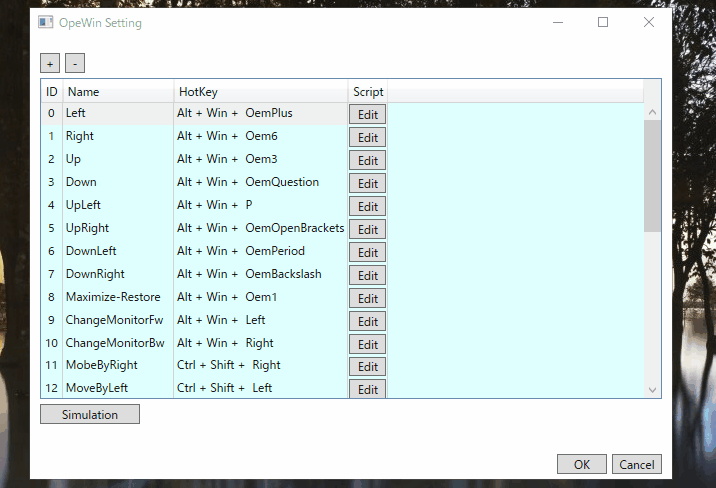 OpeWin Setting
+ -
ID Name HotKey Script
0 Left Alt + Win + OemPlus Edit
1 Right Alt + Win + Oem6 Edit
2 Up Alt + Win + Oem3 Edit
3 Down Alt + Win + OemQuestion Edit
4 UpLeft Alt + Win + P Edit
5 UpRight Alt + Win + OemOpenBrackets Edit
6 DownLeft Alt + Win + OemPeriod Edit
7 DownRight Alt + Win + OemBackslash Edit
8 Maximize-Restore Alt + Win + Oem1 Edit
9 ChangeMonitorFw Alt + Win + Left Edit
10 ChangeMonitorBw Alt + Win + Right Edit
11 MobeByRight Ctrl + Shift + Right Edit
12 MoveByLeft Ctrl + Shift + Left Edit
Simulation
OK Cancel